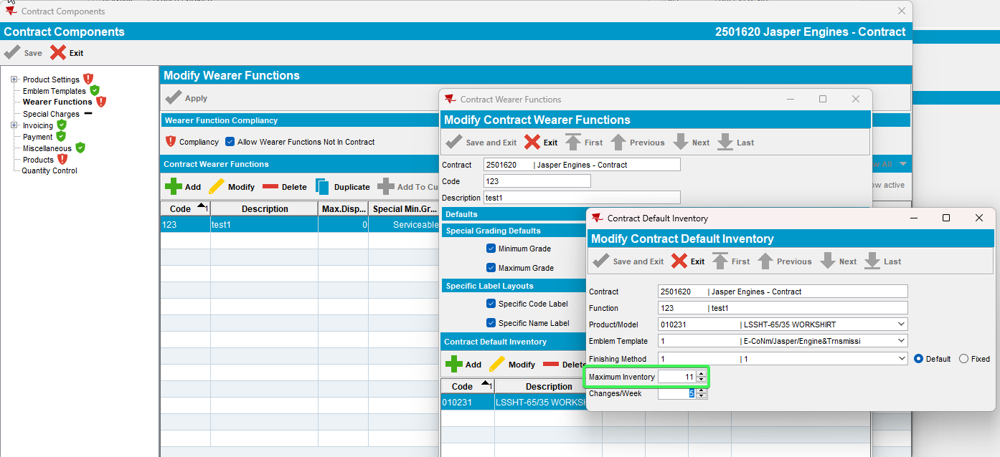 Contract Components
Contract Components
2501620 Jasper Engines - Contract
Save Exit
Product Settings
Emblem Templates
Wearer Functions
Special Charges
Invoicing
Payment
Miscellaneous
Products
Quantity Control
Modify Wearer Functions
Apply
Wearer Function Compliancy
Compliancy Allow Wearer Functions Not In Contract
Contract Wearer Functions
Add Modify Delete Duplicate Add To Cu
Code 1 Description Max.Disp... Special Min.Gr...
123 test1 0 Serviceable
w All
ow active
Contract Wearer Functions
Modify Contract Wearer Functions
Save and Exit Exit First Previous Next Last
Contract 2501620 | Jasper Engines - Contract
Code 123
Description test1
Defaults
Special Grading Defaults
Minimum Grade
Maximum Grade
Specific Label Layouts
Specific Code Label
Specific Name Label
Contract Default Inventory
Add Modify Delete
Code 1 Description
010231 LSSHT-65/35 WORKSH
Contract Default Inventory
Modify Contract Default Inventory
Save and Exit Exit First Previous Next Last
Contract 2501620 | Jasper Engines - Contract
Function 123 | test1
Product/Model 010231 | LSSHT-65/35 WORKSHIRT
Emblem Template 1 | E-CoNm/Jasper/Engine&Trnsmissi
Finishing Method 1 | 1 Default Fixed
Maximum Inventory 11
Changes/Week 5